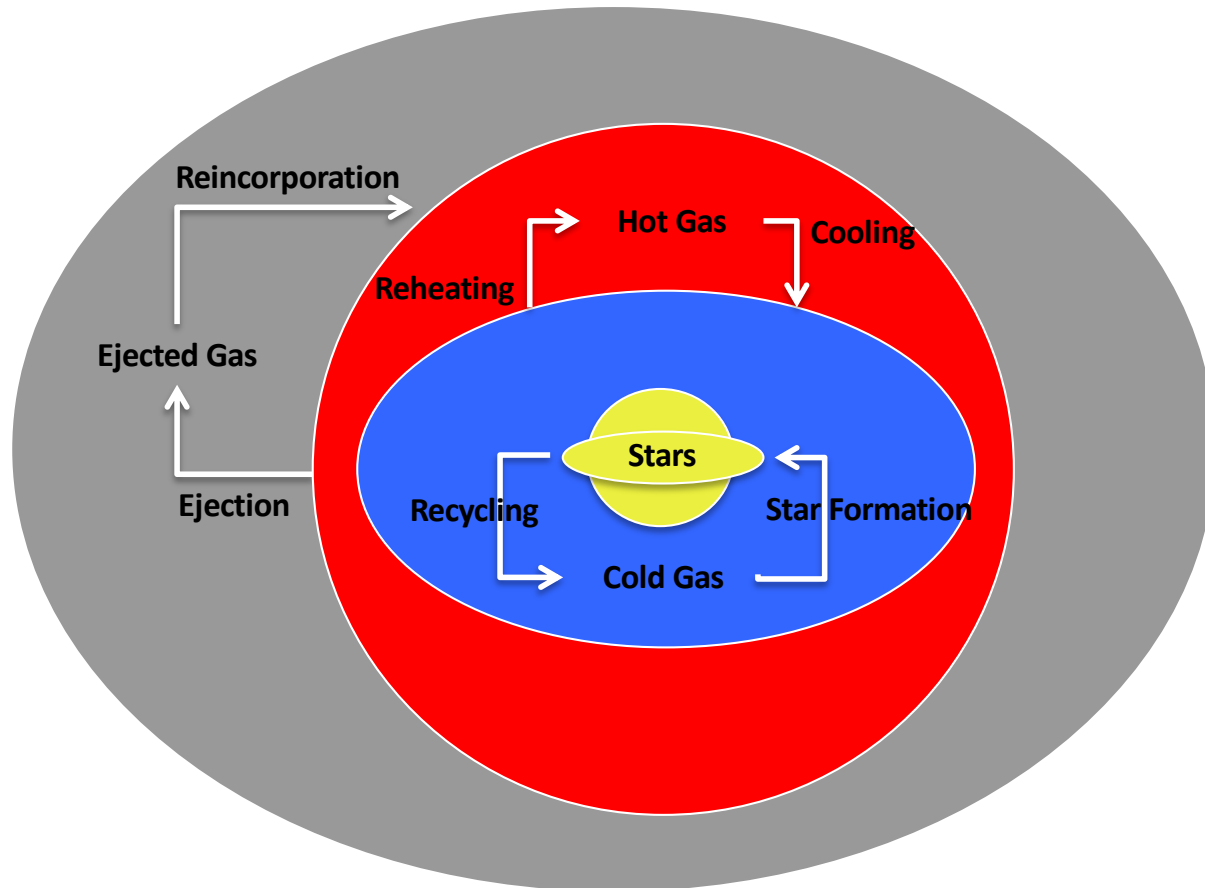 Reincorporation
Hot Gas
Cooling
Reheating
Ejected Gas
Stars
Ejection
Recycling
Star Formation
Cold Gas